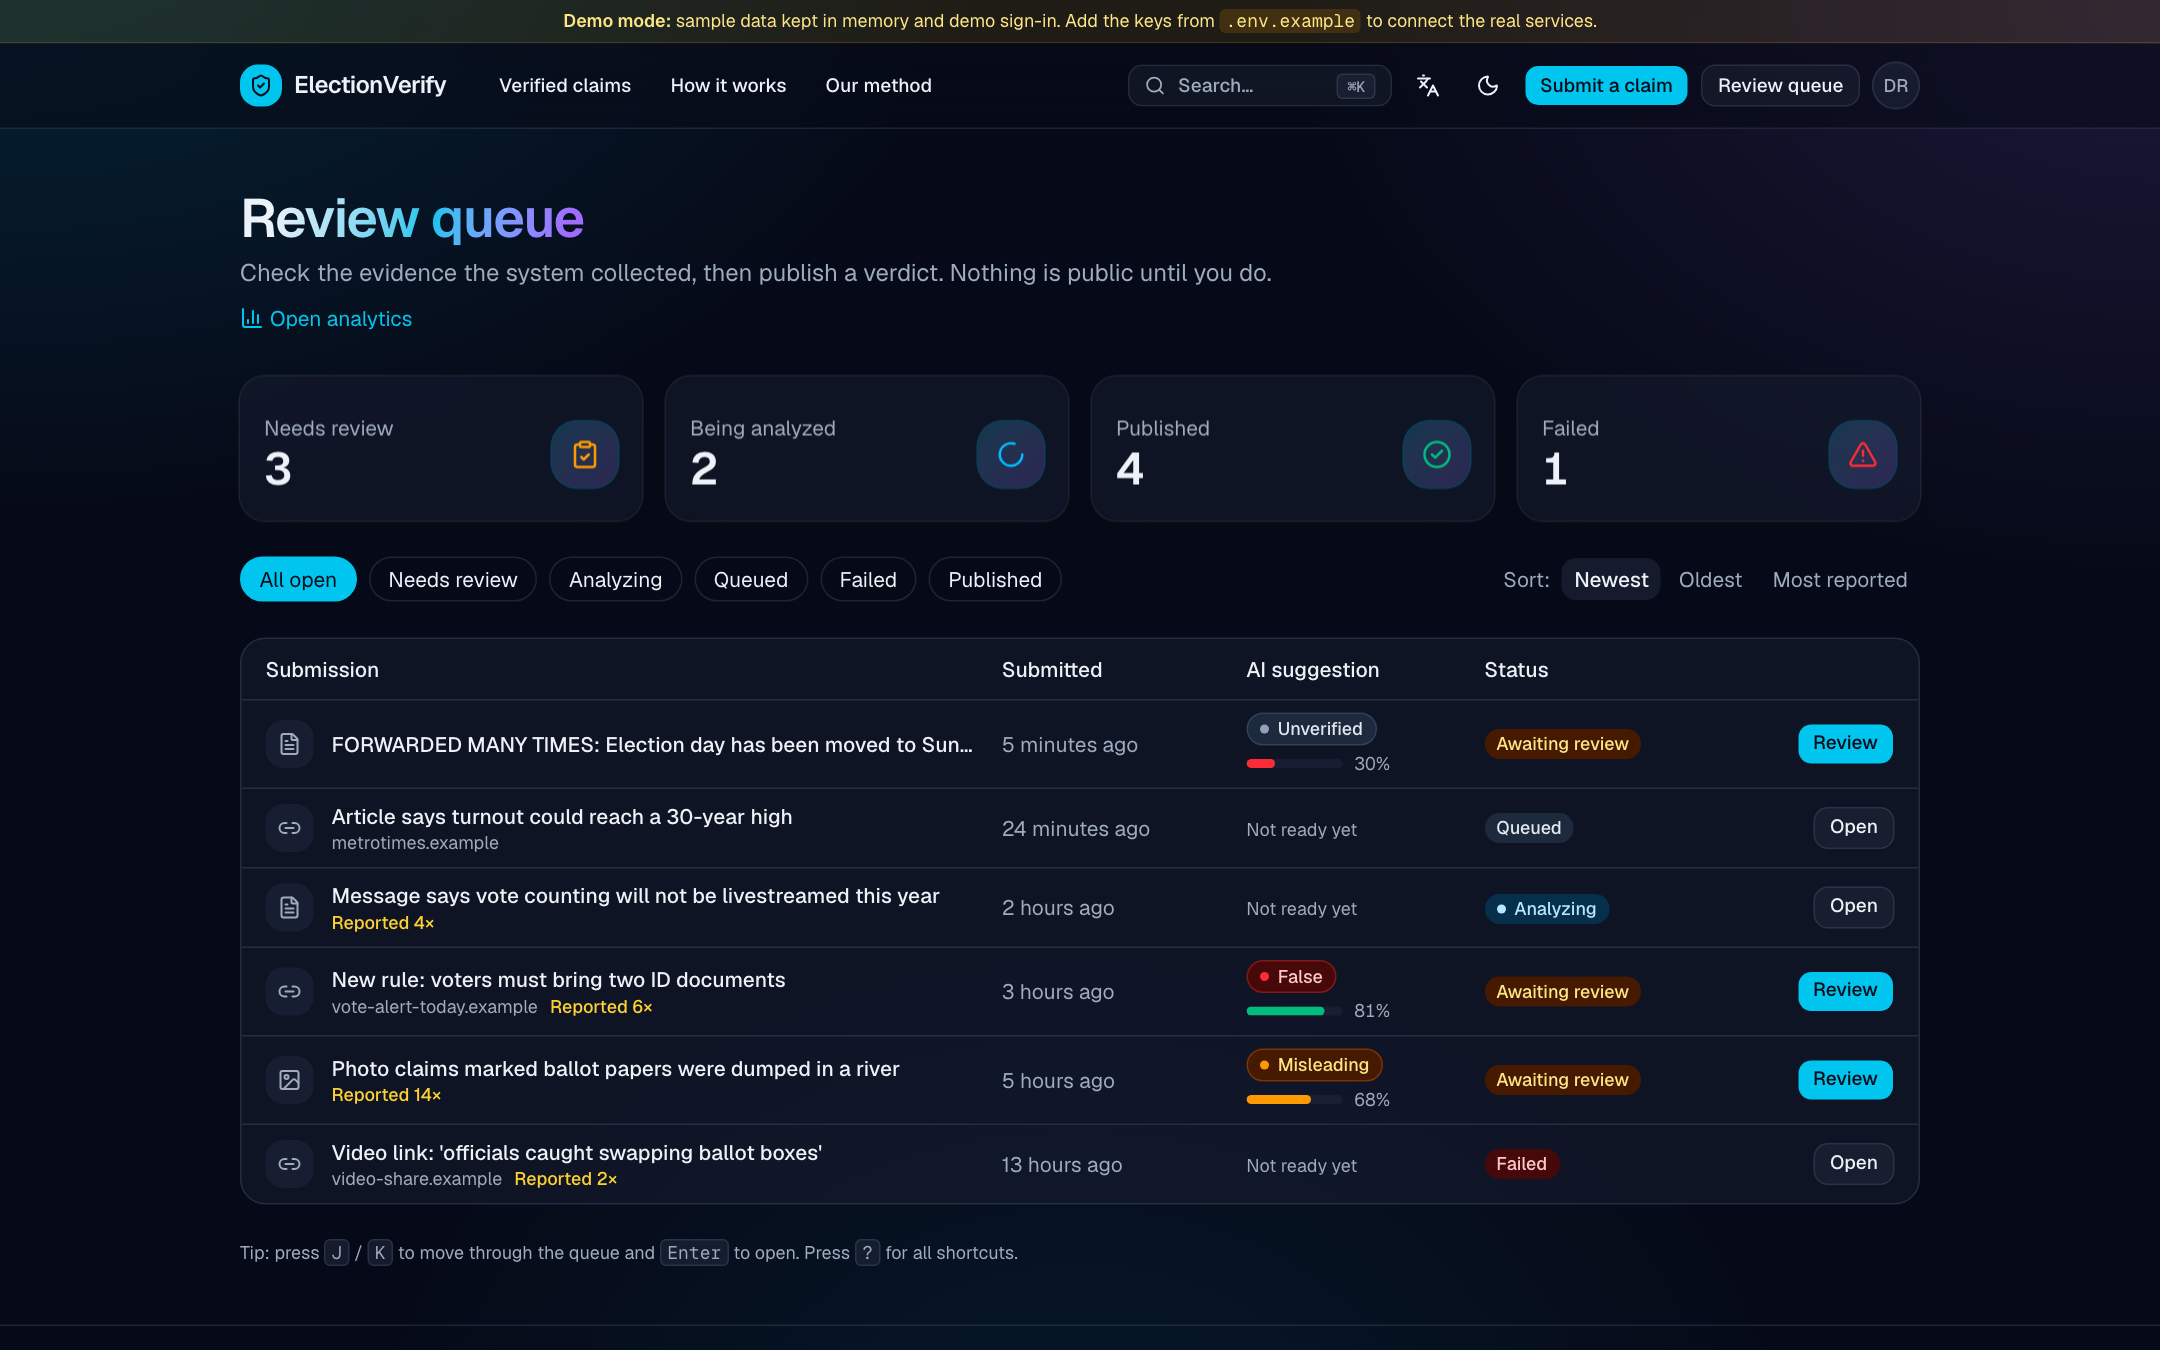 Demo mode: sample data kept in memory and demo sign-in. Add the keys from .env.example to connect the real services.
ElectionVerify Verified claims How it works Our method Search... ⌘K Submit a claim Review queue DR
Review queue
Check the evidence the system collected, then publish a verdict. Nothing is public until you do.
Open analytics
Needs review Being analyzed Published Failed
3 2 4 1
All open Needs review Analyzing Queued Failed Published Sort: Newest Oldest Most reported
Submission Submitted AI suggestion Status
FORWARDED MANY TIMES: Election day has been moved to Sun... 5 minutes ago Unverified 30% Awaiting review Review
Article says turnout could reach a 30-year high 24 minutes ago Not ready yet Queued Open
metrotimes.example
Message says vote counting will not be livestreamed this year 2 hours ago Not ready yet Analyzing Open
Reported 4×
New rule: voters must bring two ID documents 3 hours ago False 81% Awaiting review Review
vote-alert-today.example Reported 6×
Photo claims marked ballot papers were dumped in a river 5 hours ago Misleading 68% Awaiting review Review
Reported 14×
Video link: 'officials caught swapping ballot boxes' 13 hours ago Not ready yet Failed Open
video-share.example Reported 2×
Tip: press J / K to move through the queue and Enter to open. Press ? for all shortcuts.